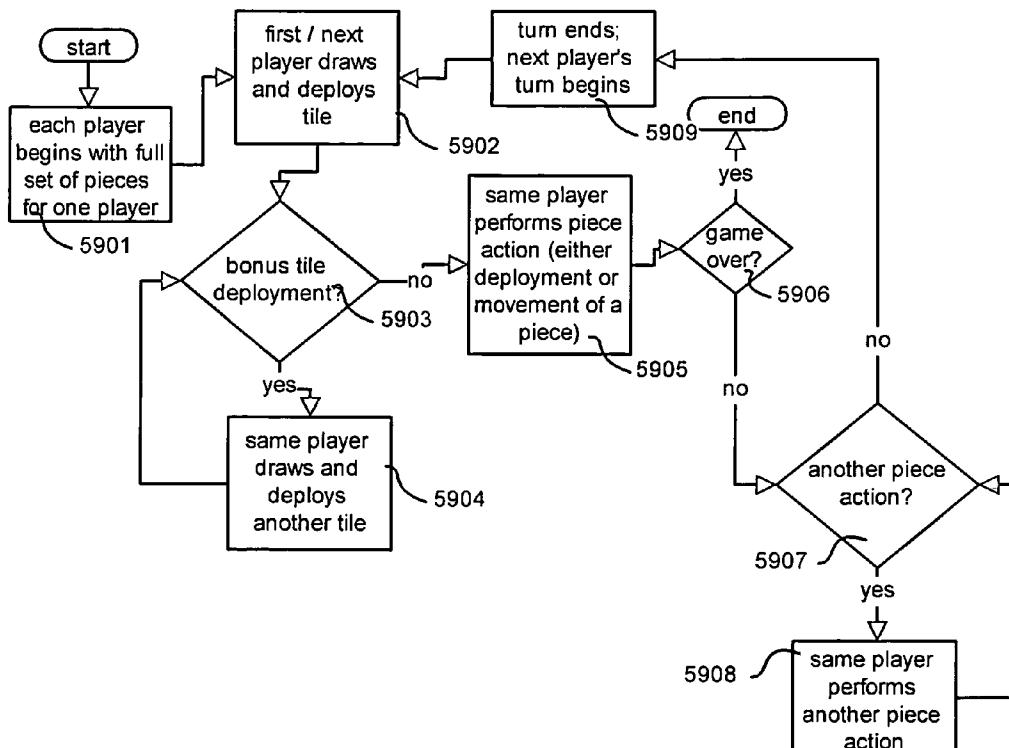 start
each player
begins with full
set of pieces
for one player
5901
first / next
player draws
and deploys
tile
5902
turn ends;
next player's
turn begins
5909
end
yes
bonus tile
deployment?
5903
no
same player
performs piece
action (either
deployment or
movement of a
piece)
5905
game
over?
5906
no
no
yes
same player
draws and
deploys
another tile
5904
another piece
action?
5907
yes
5908
same player
performs
another piece
action